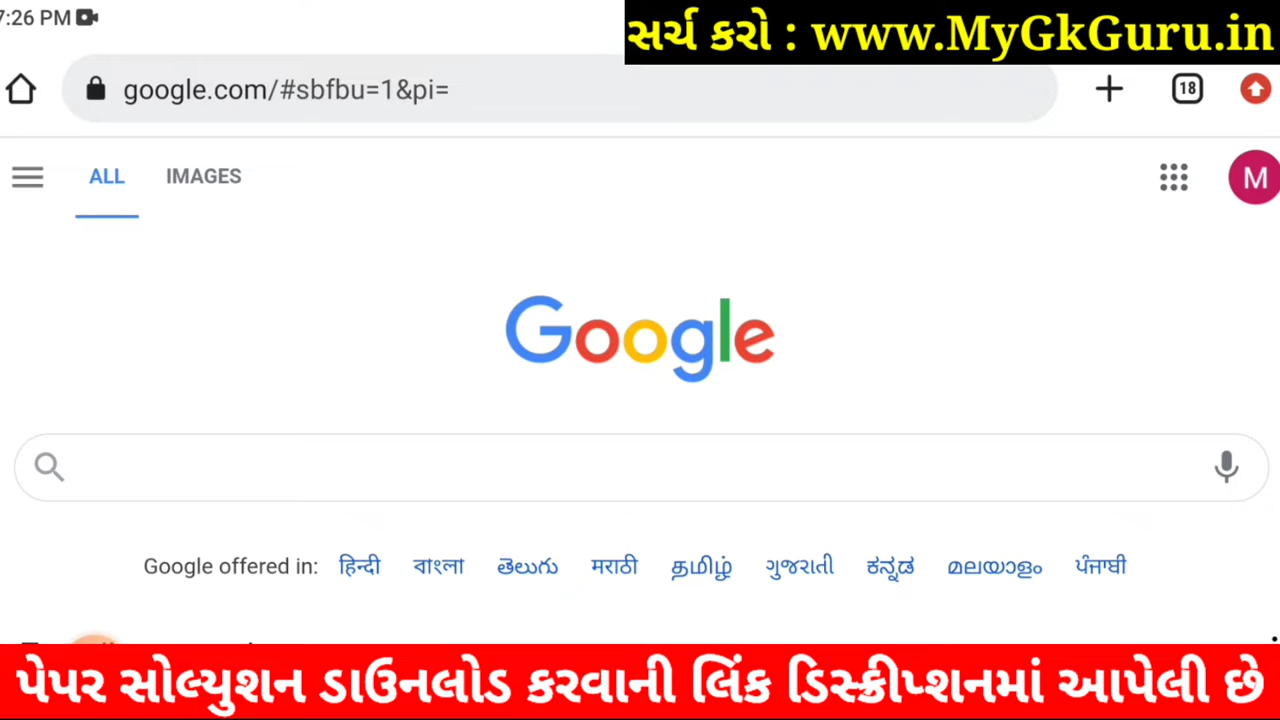 7:26 PM
સર્ચ કરો : www.MyGkGuru.in
google.com/#sbfbu=1&pi=
18
ALL IMAGES
M
Google
Google offered in: हिन्दी বাংলা తెలుగు मराठी தமிழ் ગુજરાતી ಕನ್ನಡ മലയാളം ਪੰਜਾਬੀ
પેપર સોલ્યુશન ડાઉનલોડ કરવાની લિંક ડિસ્ક્રીપ્શનમાં આપેલી છે